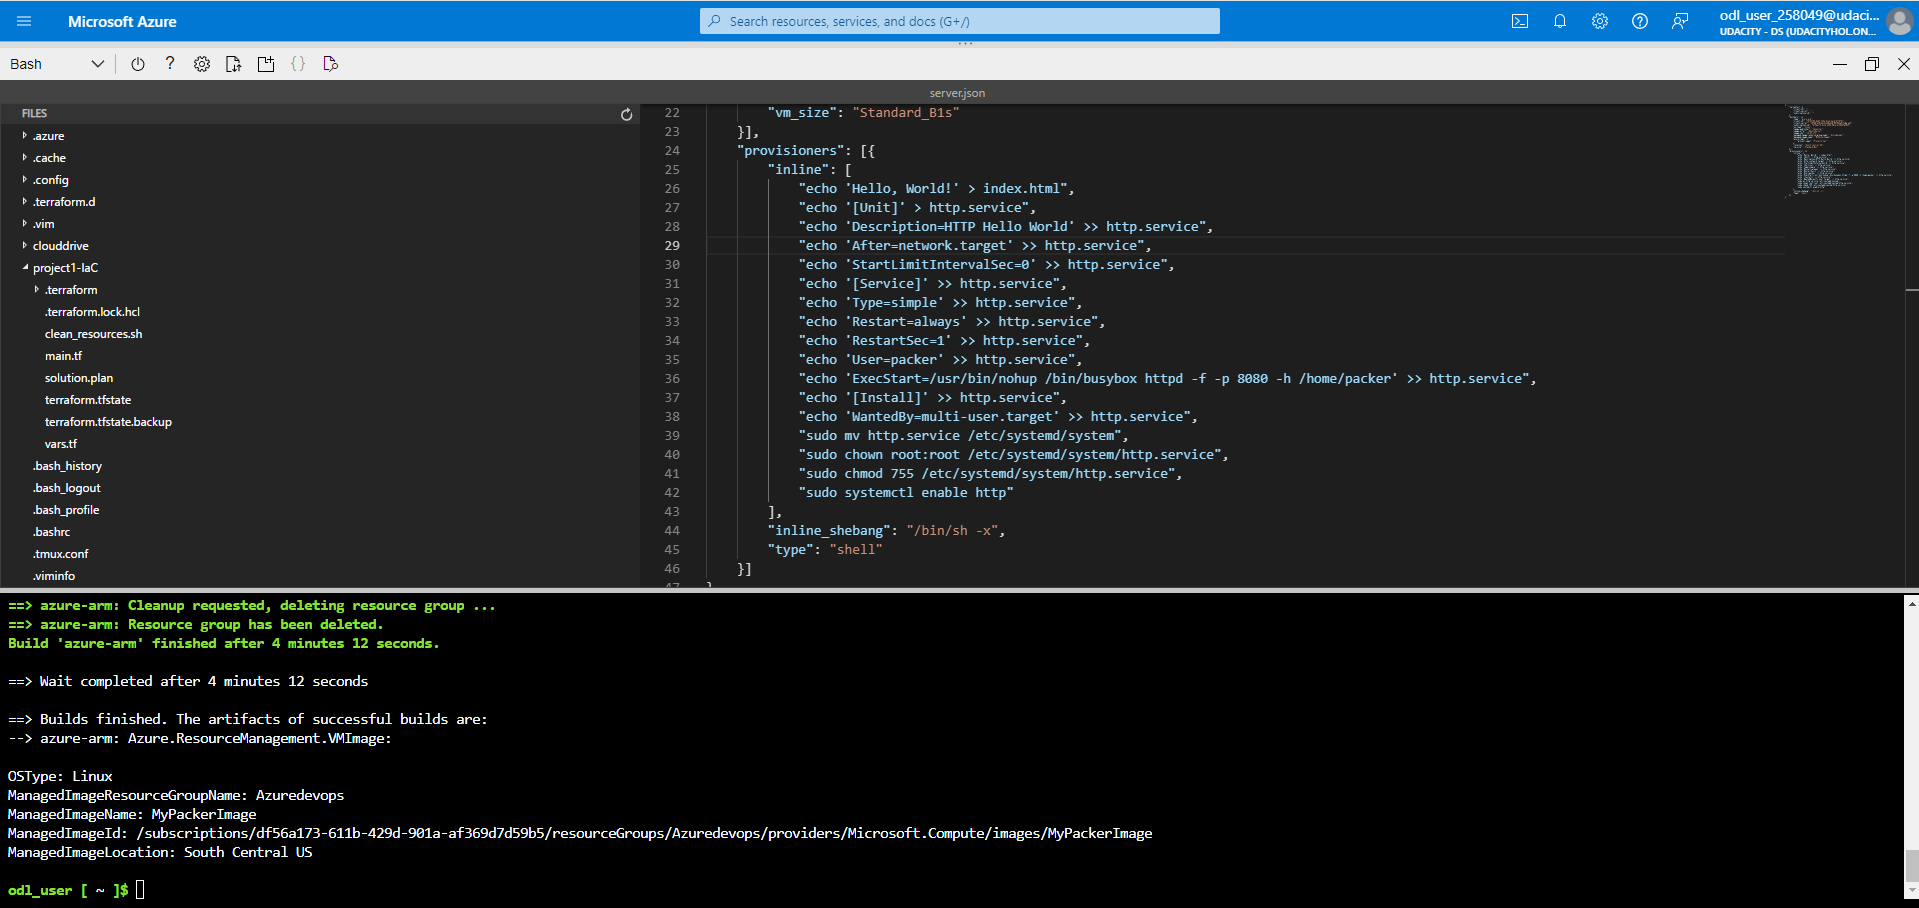 Microsoft Azure
Search resources, services, and docs (G+/)
odl_user_258049@udaci...
UDACITY - DS (UDACITYHOL.ON...
Bash
server.json
FILES
.azure
.cache
.config
.terraform.d
.vim
clouddrive
project1-IaC
.terraform
.terraform.lock.hcl
clean_resources.sh
main.tf
solution.plan
terraform.tfstate
terraform.tfstate.backup
vars.tf
.bash_history
.bash_logout
.bash_profile
.bashrc
.tmux.conf
.viminfo
22 "vm_size": "Standard_B1s"
23 }],
24 "provisioners": [{
25 "inline": [
26 "echo 'Hello, World!' > index.html",
27 "echo '[Unit]' > http.service",
28 "echo 'Description=HTTP Hello World' >> http.service",
29 "echo 'After=network.target' >> http.service",
30 "echo 'StartLimitIntervalSec=0' >> http.service",
31 "echo '[Service]' >> http.service",
32 "echo 'Type=simple' >> http.service",
33 "echo 'Restart=always' >> http.service",
34 "echo 'RestartSec=1' >> http.service",
35 "echo 'User=packer' >> http.service",
36 "echo 'ExecStart=/usr/bin/nohup /bin/busybox httpd -f -p 8080 -h /home/packer' >> http.service",
37 "echo '[Install]' >> http.service",
38 "echo 'WantedBy=multi-user.target' >> http.service",
39 "sudo mv http.service /etc/systemd/system",
40 "sudo chown root:root /etc/systemd/system/http.service",
41 "sudo chmod 755 /etc/systemd/system/http.service",
42 "sudo systemctl enable http"
43 ],
44 "inline_shebang": "/bin/sh -x",
45 "type": "shell"
46 }]
==> azure-arm: Cleanup requested, deleting resource group ...
==> azure-arm: Resource group has been deleted.
Build 'azure-arm' finished after 4 minutes 12 seconds.
==> Wait completed after 4 minutes 12 seconds
==> Builds finished. The artifacts of successful builds are:
--> azure-arm: Azure.ResourceManagement.VMImage:
OSType: Linux
ManagedImageResourceGroupName: Azuredevops
ManagedImageName: MyPackerImage
ManagedImageId: /subscriptions/df56a173-611b-429d-901a-af369d7d59b5/resourceGroups/Azuredevops/providers/Microsoft.Compute/images/MyPackerImage
ManagedImageLocation: South Central US
odl_user [ ~ ]$